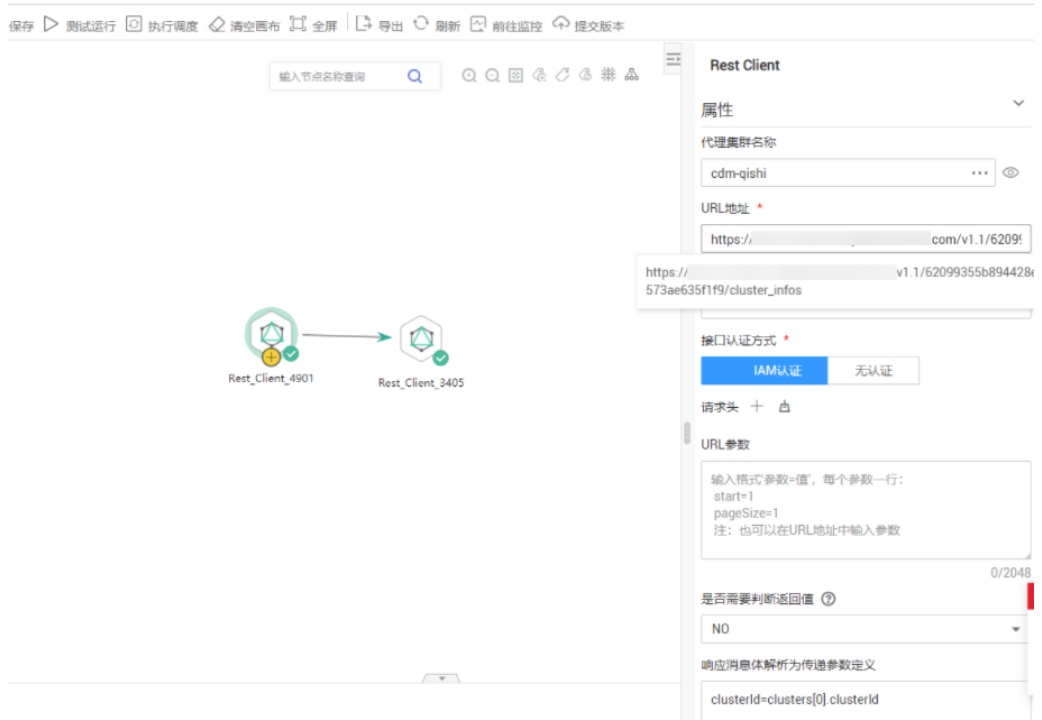 保存 测试运行 执行调度 清空画布 全屏 导出 刷新 前往监控 提交版本
输入节点名称查询
Rest_Client_4901
Rest_Client_3405
Rest Client
属性
代理集群名称
cdm-qishi
URL地址 *
https:/
com/v1.1/6209
https://
v1.1/62099355b894428e
573ae635f1f9/cluster_infos
接口认证方式 *
IAM认证 无认证
请求头
URL参数
输入格式'参数=值'，每个参数一行：
start=1
pageSize=1
注：也可以在URL地址中输入参数
0/2048
是否需要判断返回值
NO
响应消息体解析为传递参数定义
clusterId=clusters[0].clusterId